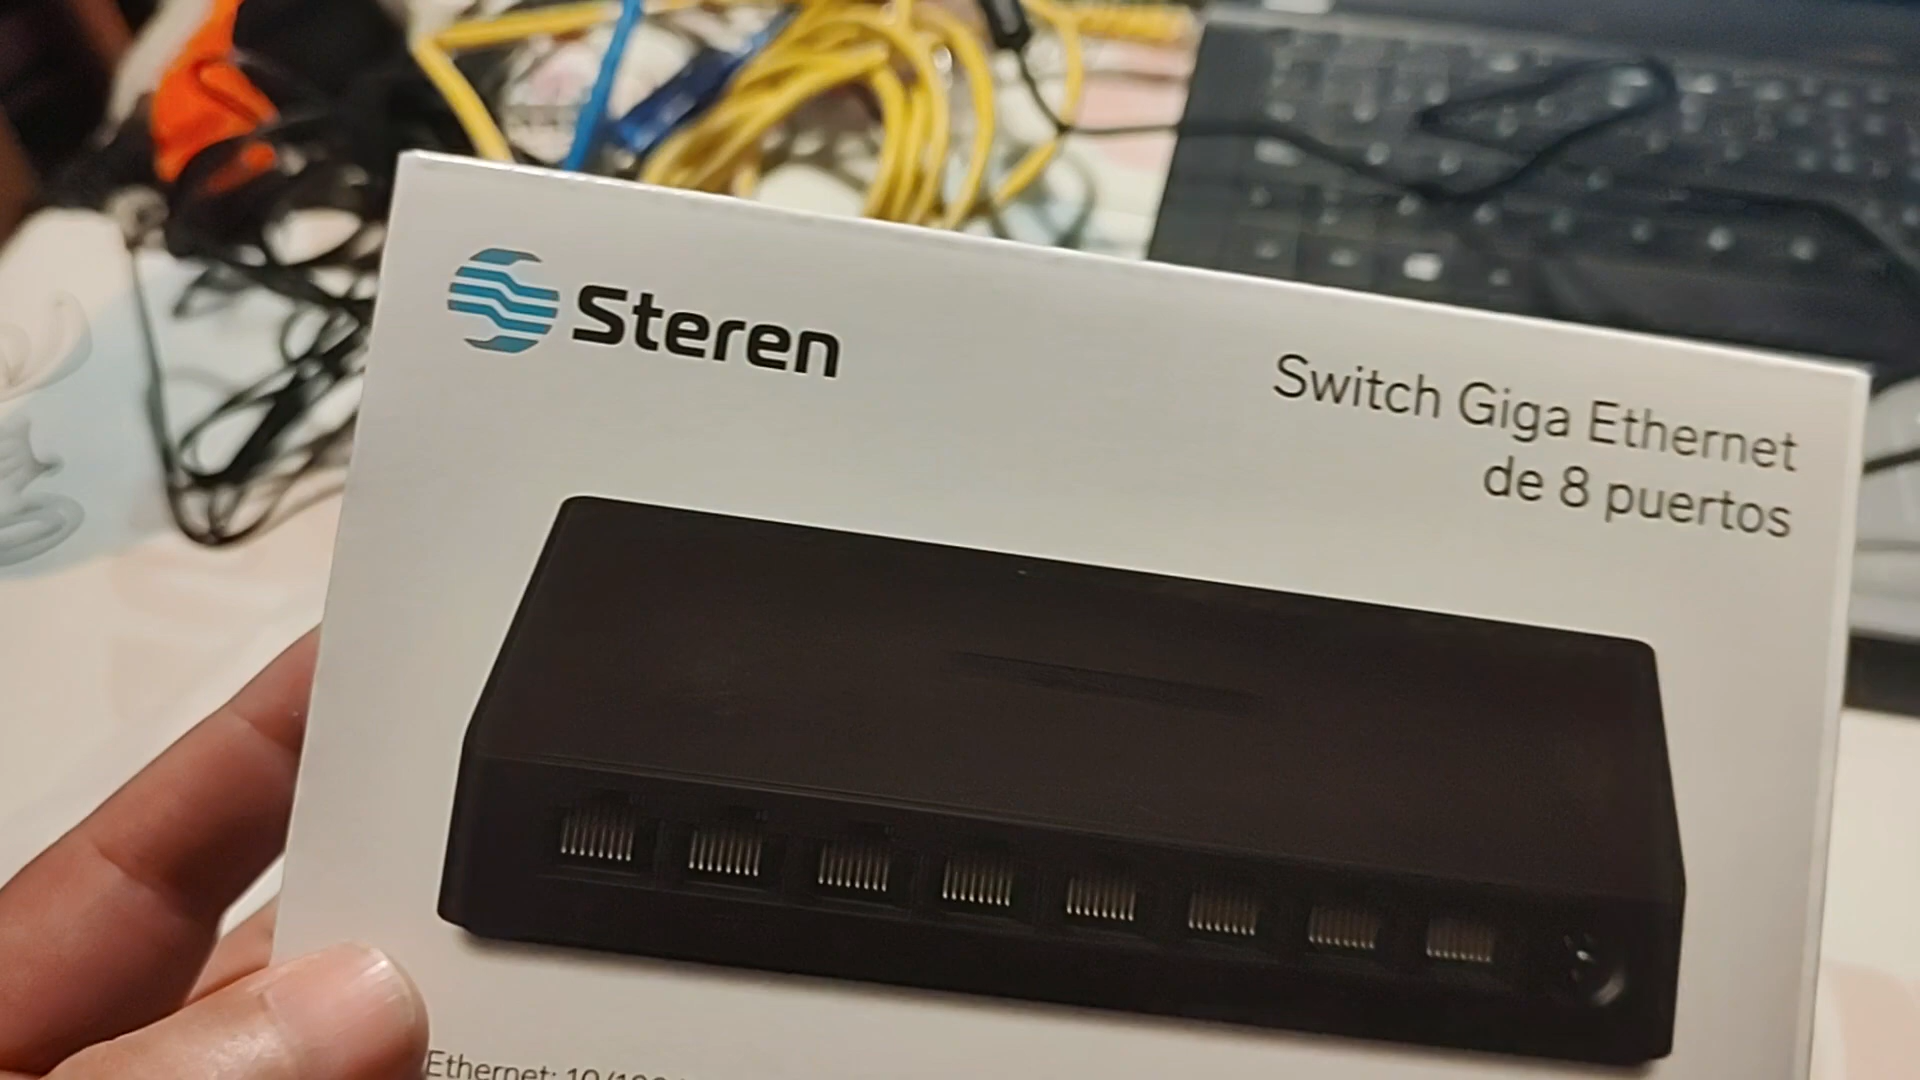 Steren
Switch Giga Ethernet
de 8 puertos
Ethernet: